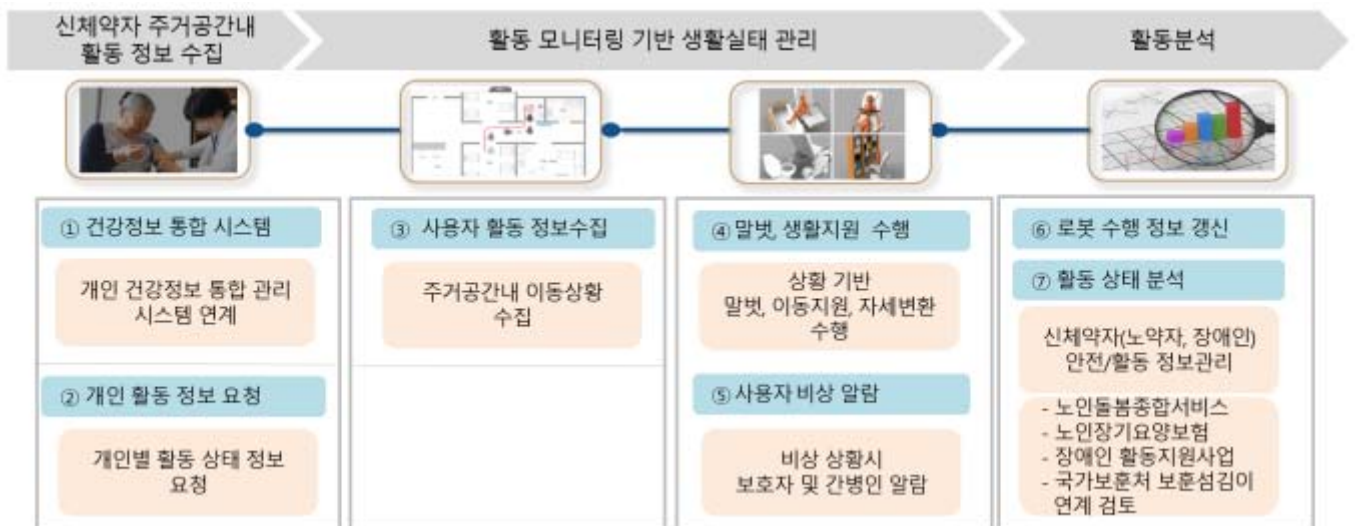 신체약자 주거공간내
활동 정보 수집
활동 모니터링 기반 생활실태 관리
활동분석
① 건강정보 통합 시스템
개인 건강정보 통합 관리
시스템 연계
② 개인 활동 정보 요청
개인별 활동 상태 정보
요청
③ 사용자 활동 정보수집
주거공간내 이동상황
수집
④ 말벗, 생활지원 수행
상황 기반
말벗, 이동지원, 자세변환
수행
⑤ 사용자 비상 알람
비상 상황시
보호자 및 간병인 알람
⑥ 로봇 수행 정보 갱신
⑦ 활동 상태 분석
신체약자(노약자, 장애인)
안전/활동 정보관리
- 노인돌봄종합서비스
- 노인장기요양보험
- 장애인 활동지원사업
- 국가보훈처 보훈섬김이
연계 검토